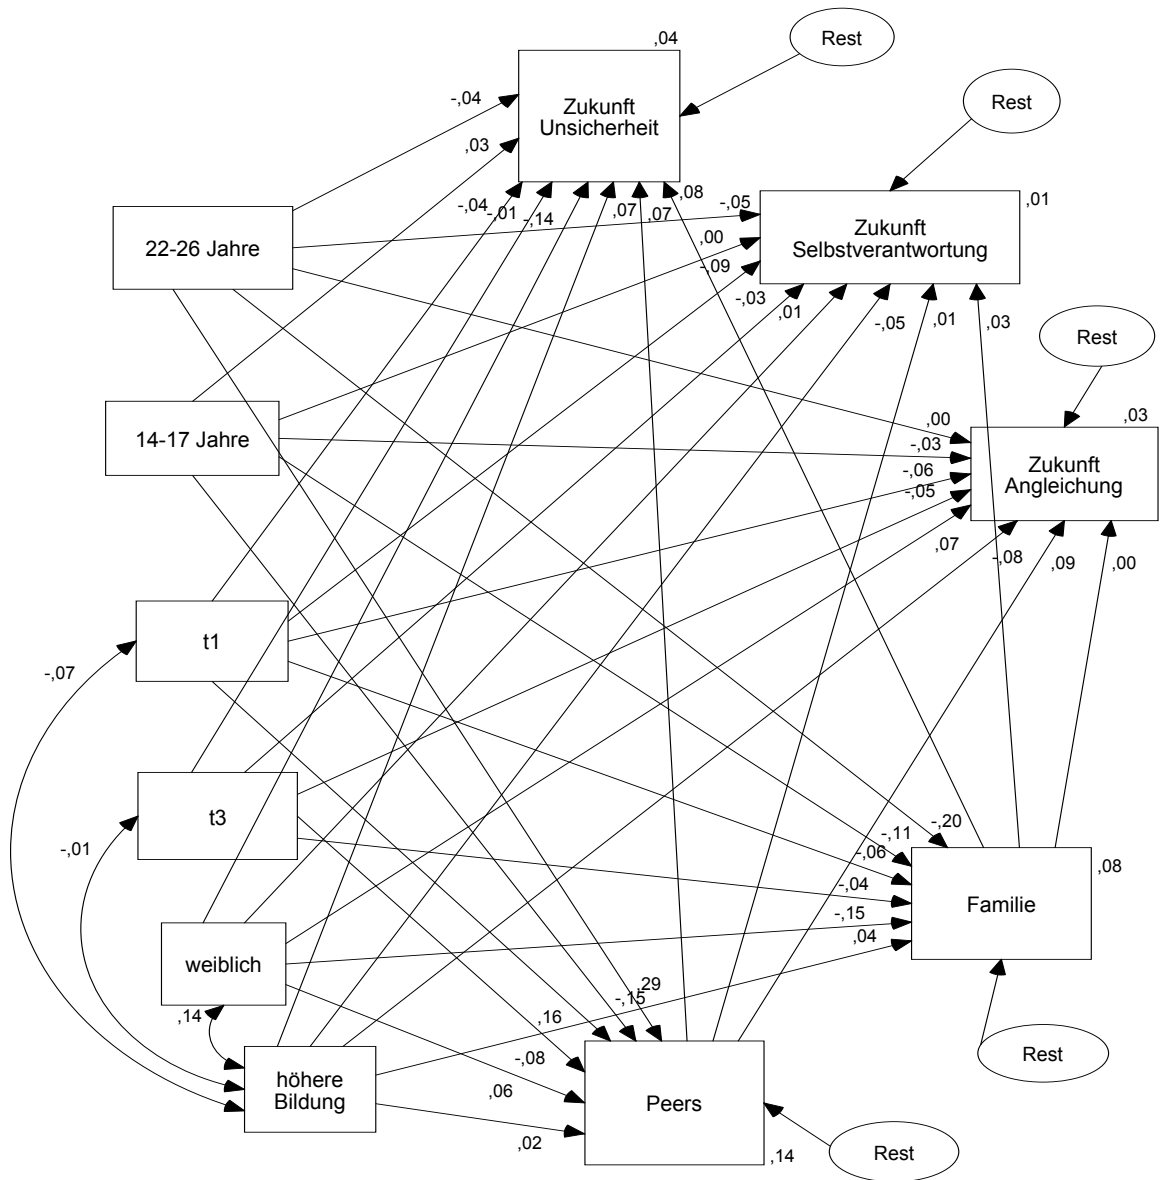 ,04
Rest
Zukunft
Unsicherheit
-,04
,03
Rest
-,04
-,01
-,14
,07
,07
,08
-,05
,01
22-26 Jahre
Zukunft
Selbstverantwortung
,00
-,09
-,03
,01
-,05
,01
,03
Rest
14-17 Jahre
,00
,03
-,03
Zukunft
Angleichung
-,06
-,05
,07
-,08
,09
,00
t1
-,07
t3
-,01
-,11
-,20
-,06
,08
-,04
Familie
-,15
,04
weiblich
,14
,29
-,15
,16
-,08
Rest
höhere
Bildung
,06
Peers
,02
,14
Rest